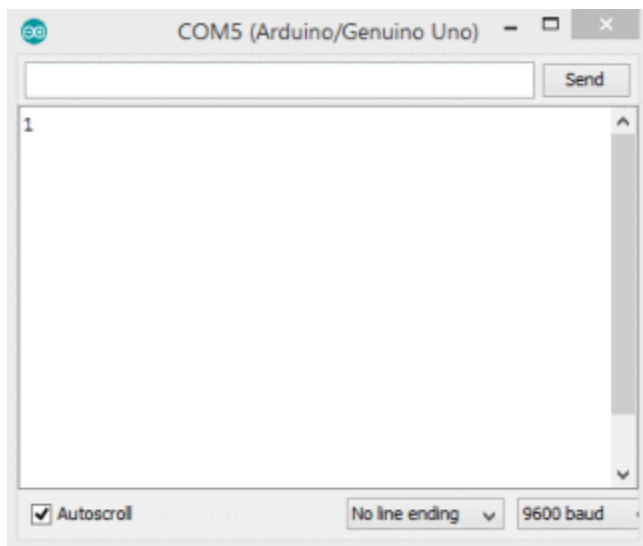 COM5 (Arduino/Genuino Uno)
Send
1
Autoscroll
No line ending
9600 baud